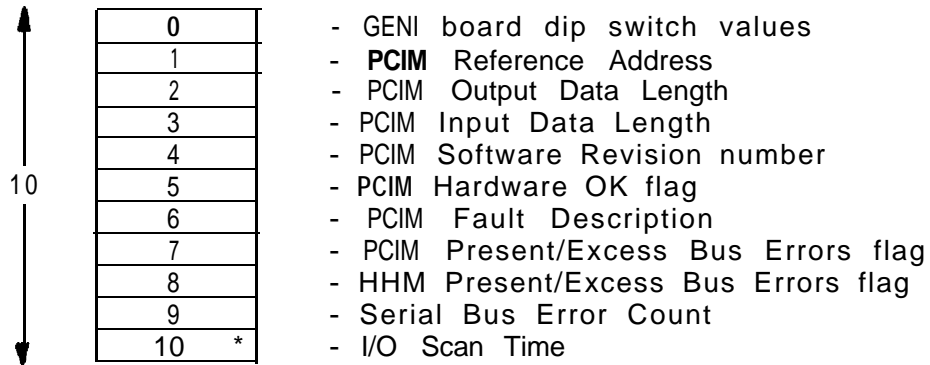 0 - GENI board dip switch values
1 - PCIM Reference Address
2 - PCIM Output Data Length
3 - PCIM Input Data Length
4 - PCIM Software Revision number
10 5 - PCIM Hardware OK flag
6 - PCIM Fault Description
7 - PCIM Present/Excess Bus Errors flag
8 - HHM Present/Excess Bus Errors flag
9 - Serial Bus Error Count
10 * - I/O Scan Time